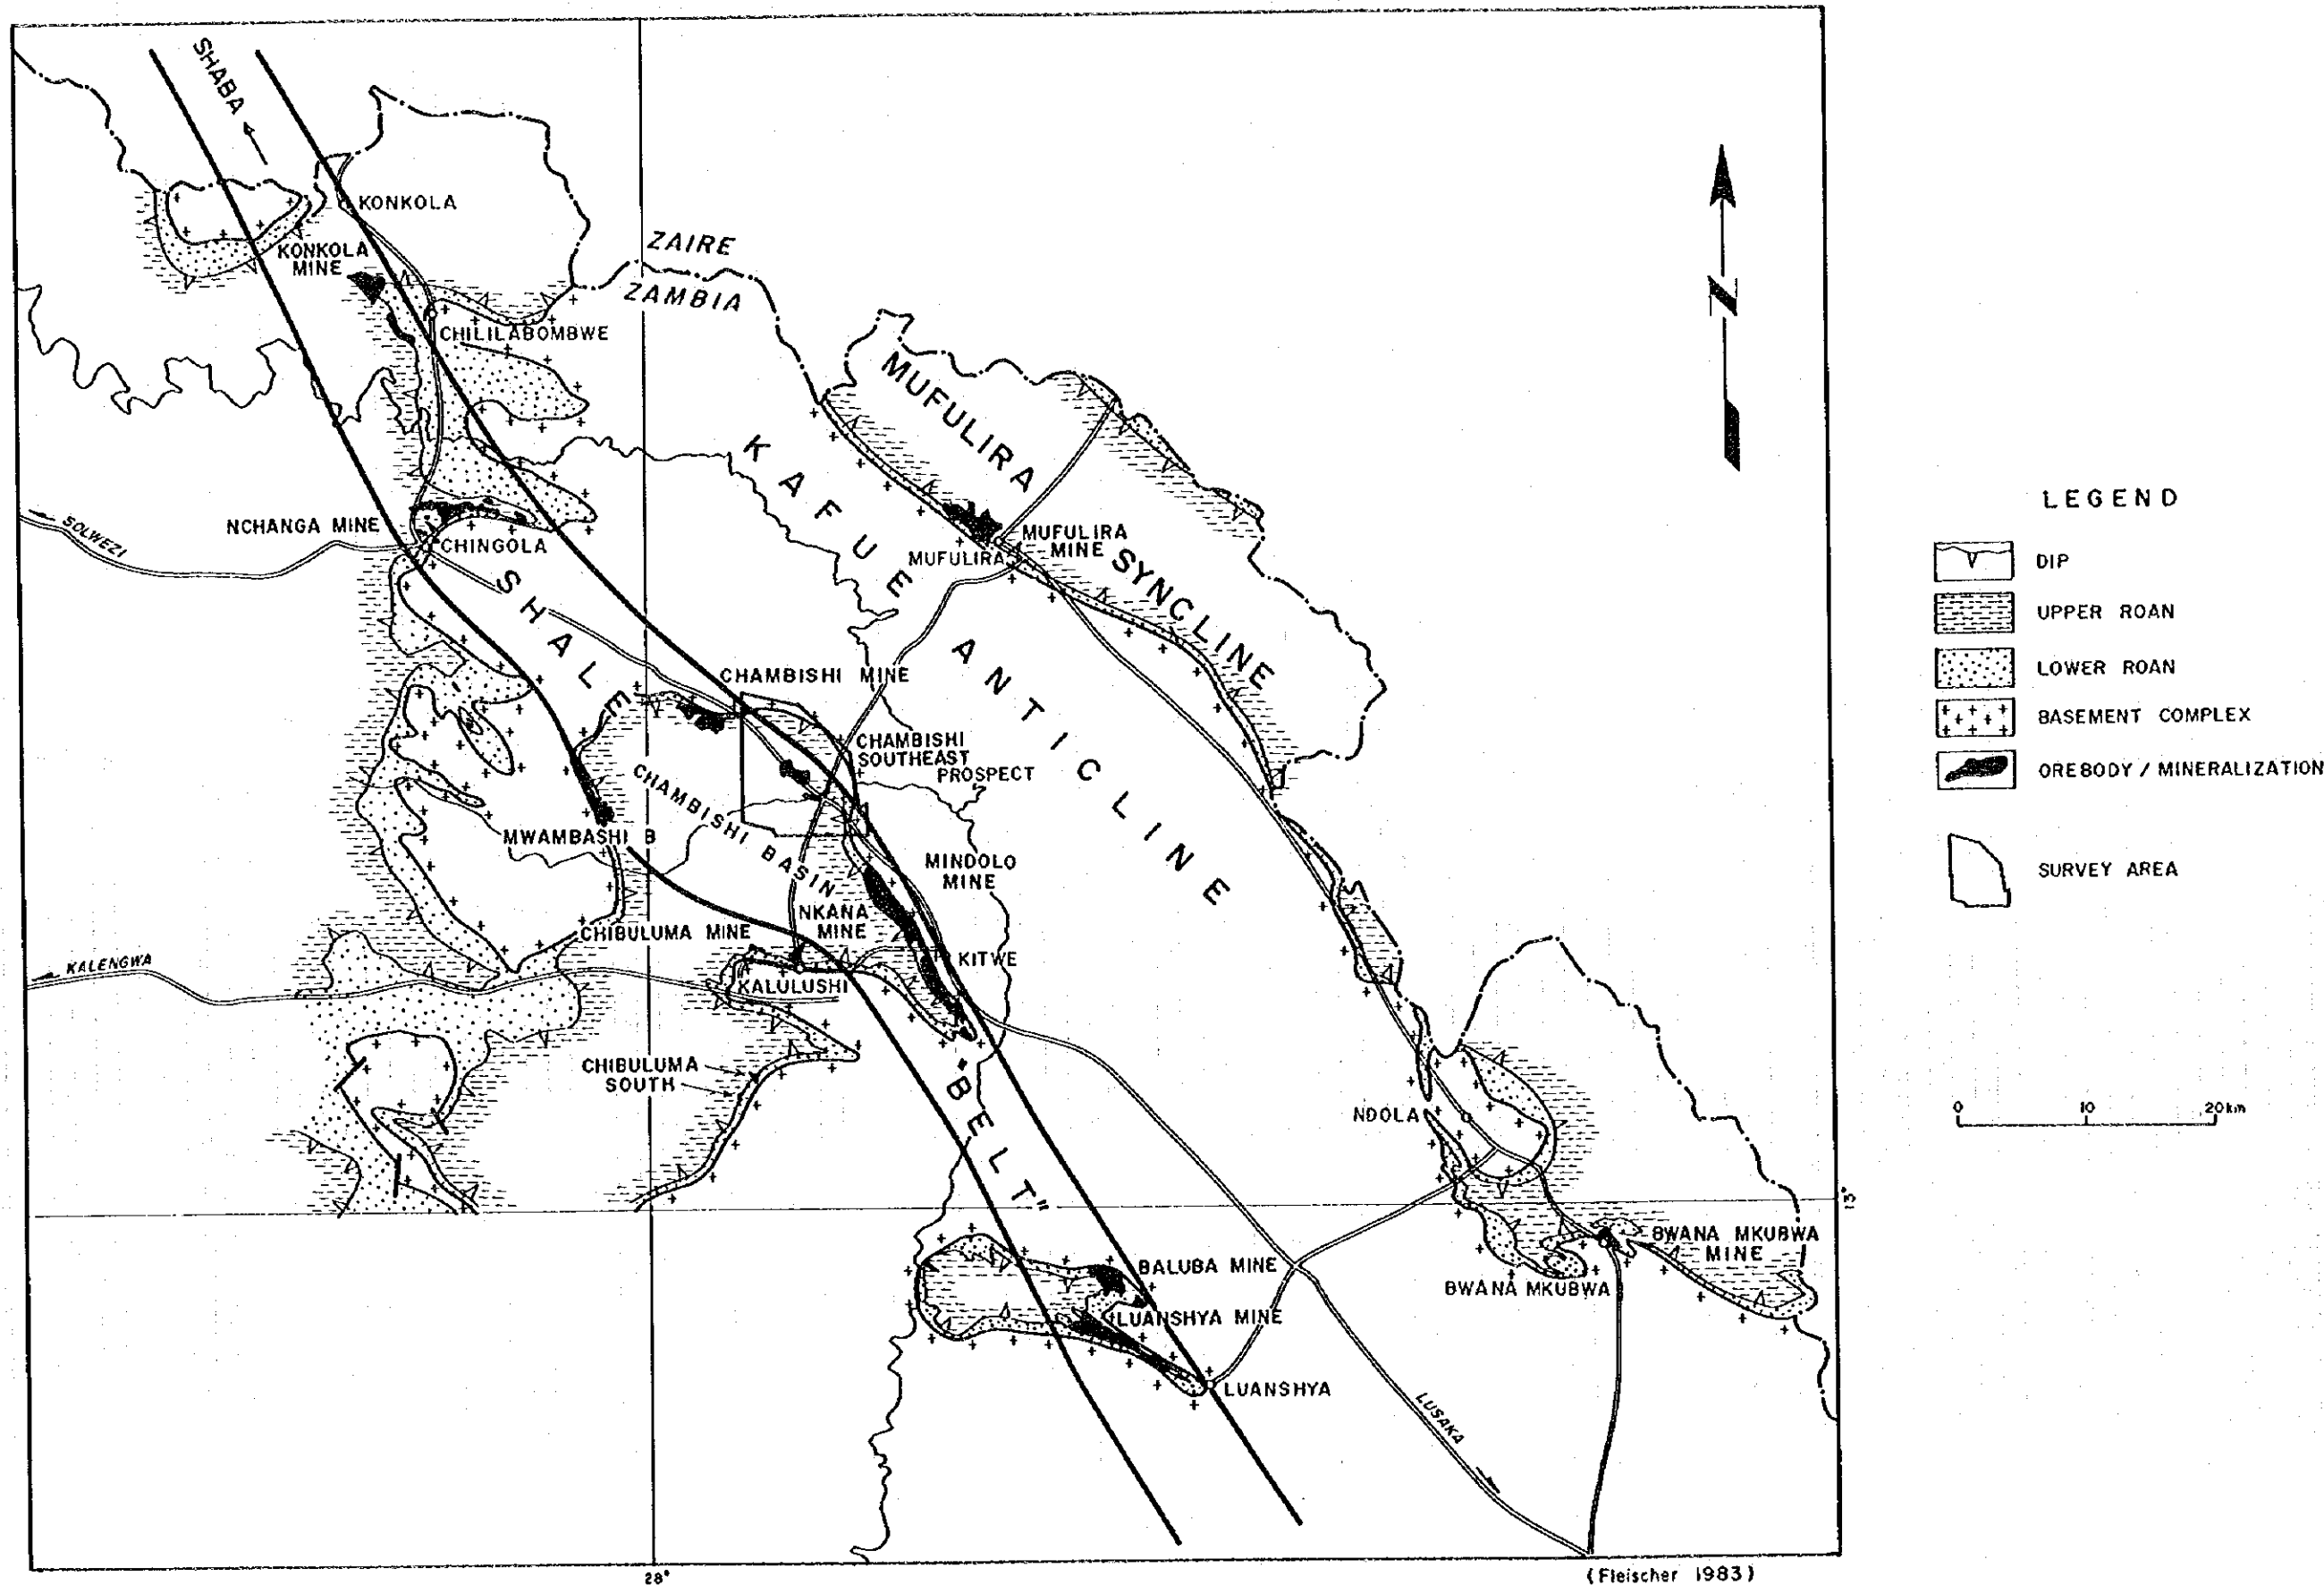 SHABA
KONKOLA
KONKOLA
MINE
ZAIRE
ZAMBIA
CHILILABOMBWE
MUFULIRA
SYNCLINE
KAFUE
ANTICLINE
N
SOLWEZI
NCHANGA MINE
CHINGOLA
MUFULIRA
MINE
MUFULIRA
SHALE
CHAMBISHI MINE
CHAMBISHI
SOUTHEAST
PROSPECT
CHAMBISHI BASIN
MWAMBASHI B
MINDOLO
MINE
NKANA
MINE
CHIBULUMA MINE
KITWE
KALENGWA
KALULUSHI
CHIBULUMA
SOUTH
BELT"
NDOLA
13°
BWANA MKUBWA
MINE
BWANA MKUBWA
BALUBA MINE
LUANSHYA MINE
LUANSHYA
LUSAKA
28°
(Fleischer 1983)
LEGEND
DIP
UPPER ROAN
LOWER ROAN
BASEMENT COMPLEX
OREBODY / MINERALIZATION
SURVEY AREA
0 10 20km